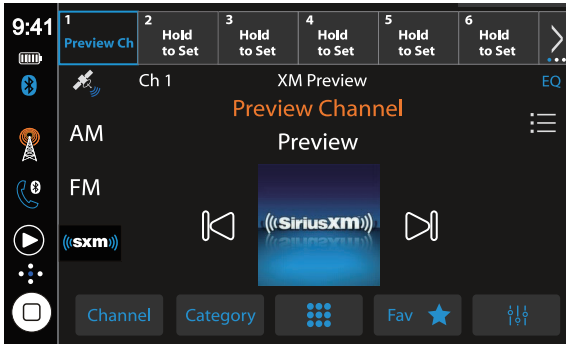 9:41
1
Preview Ch
2
Hold
to Set
3
Hold
to Set
4
Hold
to Set
5
Hold
to Set
6
Hold
to Set
Ch 1
XM Preview
EQ
Preview Channel
Preview
AM
FM
((sxm))
((SiriusXM))
Channel
Category
Fav